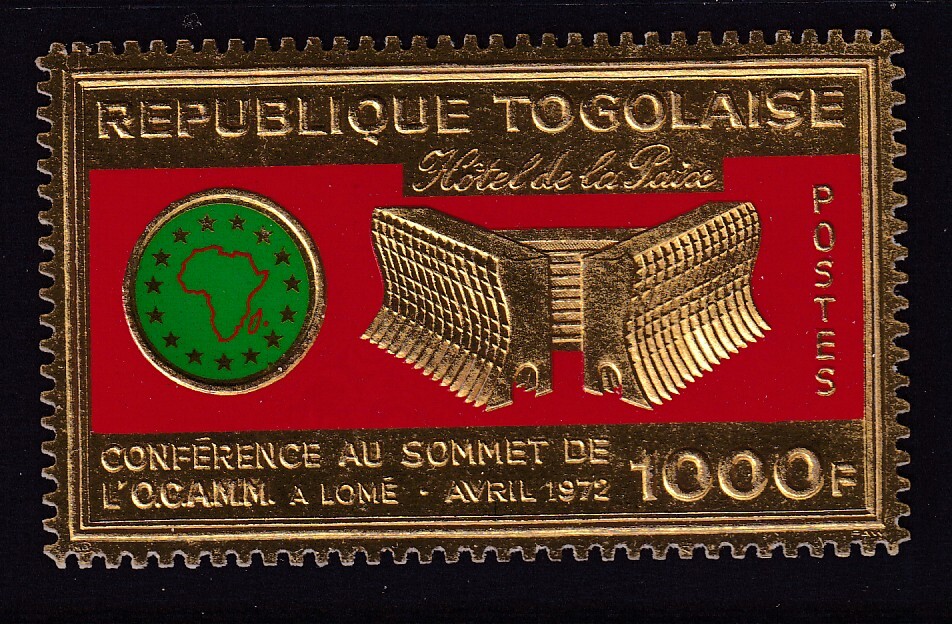 REPUBLIQUE TOGOLAISE
Hôtel de la Paix
POSTES
CONFÉRENCE AU SOMMET DE
L'O.C.A.M.M. A LOMÉ · AVRIL 1972
1000F